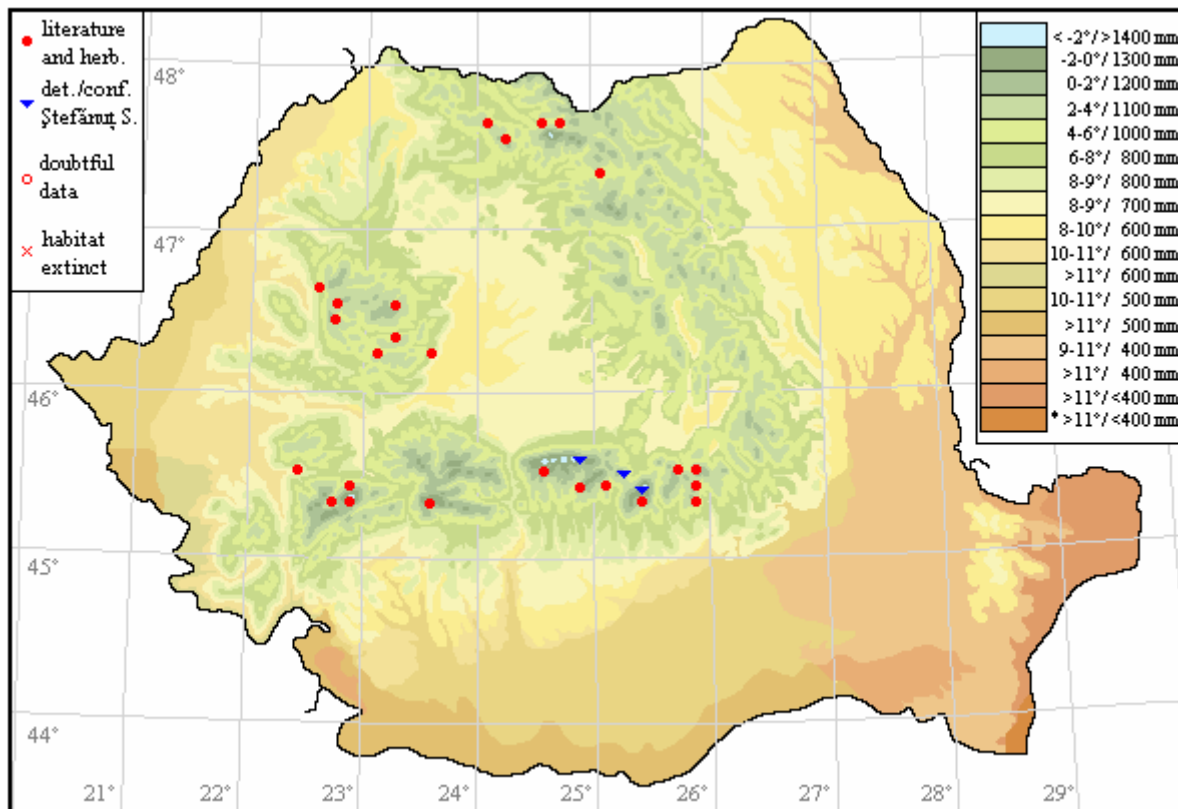 literature
and herb.
det./conf.
Ştefănuţ S.
doubtful
data
habitat
extinct
< -2°/>1400 mm
-2-0°/1300 mm
0-2°/1200 mm
2-4°/1100 mm
4-6°/1000 mm
6-8°/ 800 mm
8-9°/ 800 mm
8-9°/ 700 mm
8-10°/ 600 mm
10-11°/ 600 mm
>11°/ 600 mm
10-11°/ 500 mm
>11°/ 500 mm
9-11°/ 400 mm
>11°/ 400 mm
>11°/<400 mm
* >11°/<400 mm
48°
47°
46°
45°
44°
21° 22° 23° 24° 25° 26° 27° 28° 29°